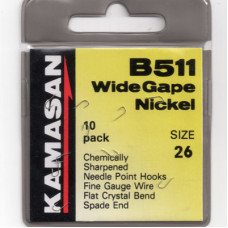 KAMASAN
B511
Wide Gape
Nickel
10
pack
SIZE
26
Chemically
Sharpened
Needle Point Hooks
Fine Gauge Wire
Flat Crystal Bend
Spade End